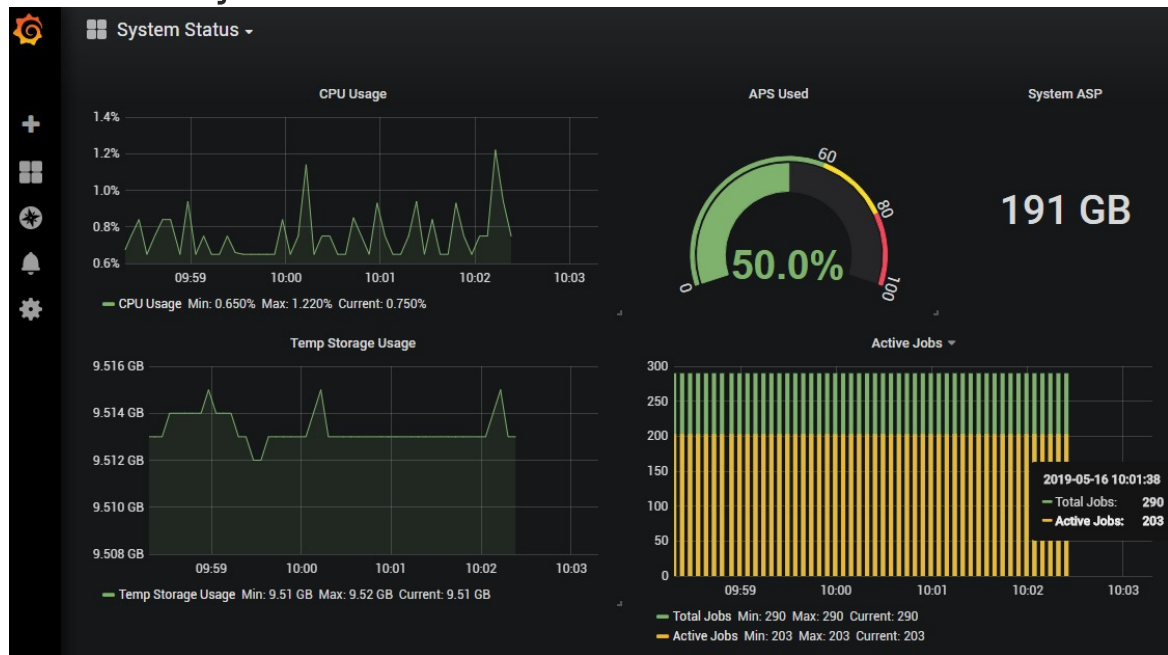 System Status
CPU Usage
1.4%
1.2%
1.0%
0.8%
0.6%
09:59 10:00 10:01 10:02 10:03
CPU Usage Min: 0.650% Max: 1.220% Current: 0.750%
APS Used
0 60 80 100
50.0%
System ASP
191 GB
Temp Storage Usage
9.516 GB
9.514 GB
9.512 GB
9.510 GB
9.508 GB
09:59 10:00 10:01 10:02 10:03
Temp Storage Usage Min: 9.51 GB Max: 9.52 GB Current: 9.51 GB
Active Jobs
300
250
200
150
100
50
0
09:59 10:00 10:01 10:02 10:03
2019-05-16 10:01:38
Total Jobs: 290
Active Jobs: 203
Total Jobs Min: 290 Max: 290 Current: 290
Active Jobs Min: 203 Max: 203 Current: 203